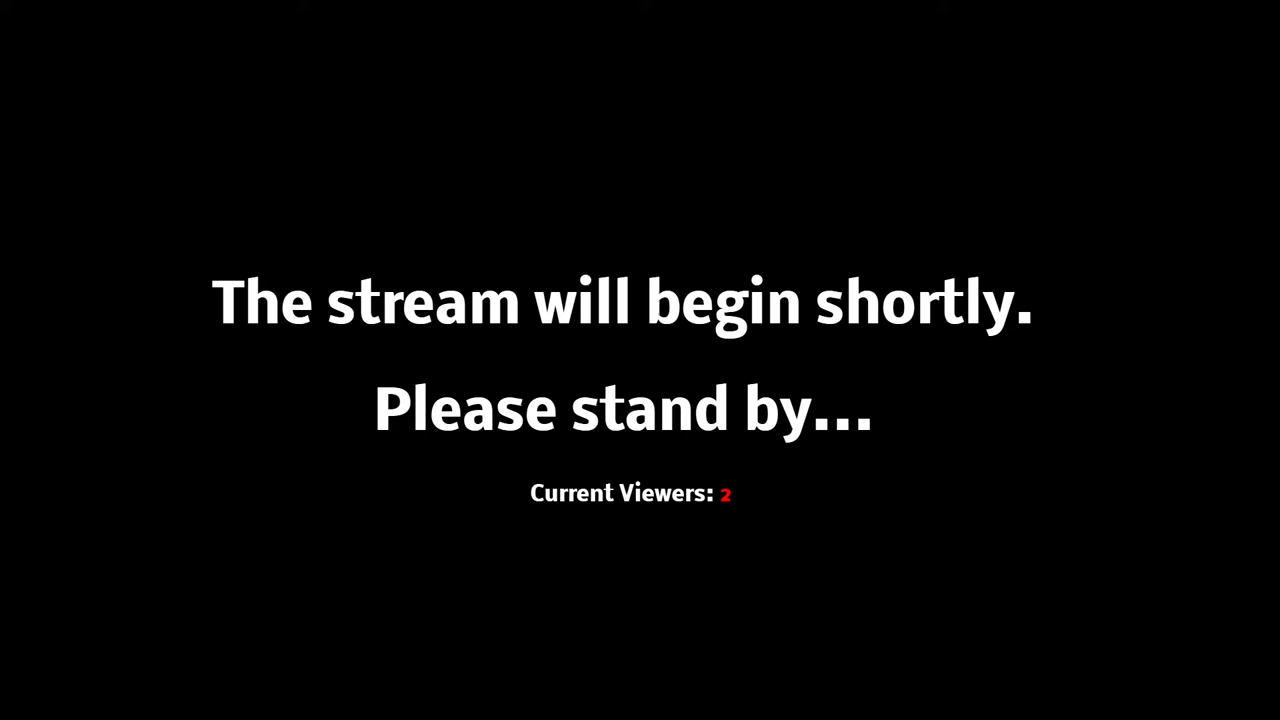 The stream will begin shortly.
Please stand by...
Current Viewers: 2